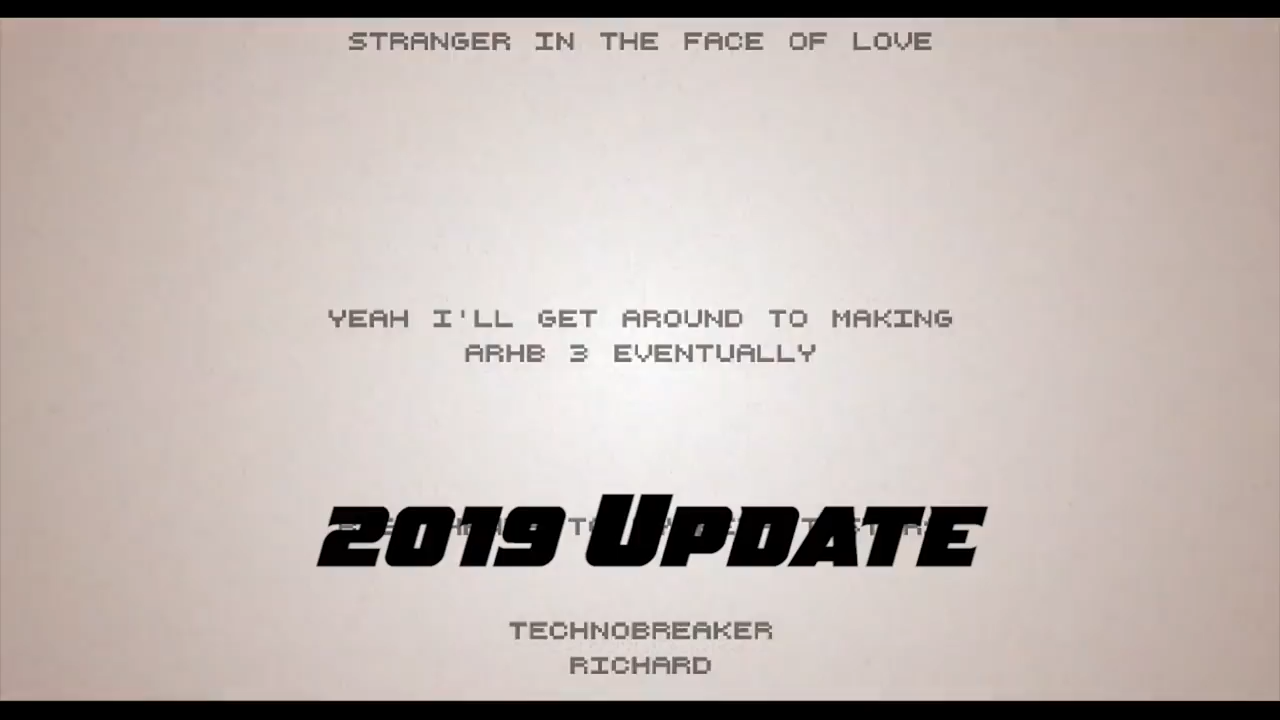 STRANGER IN THE FACE OF LOVE
YEAH I'LL GET AROUND TO MAKING
ARHB 3 EVENTUALLY
2019 UPDATE
TECHNOBREAKER
RICHARD